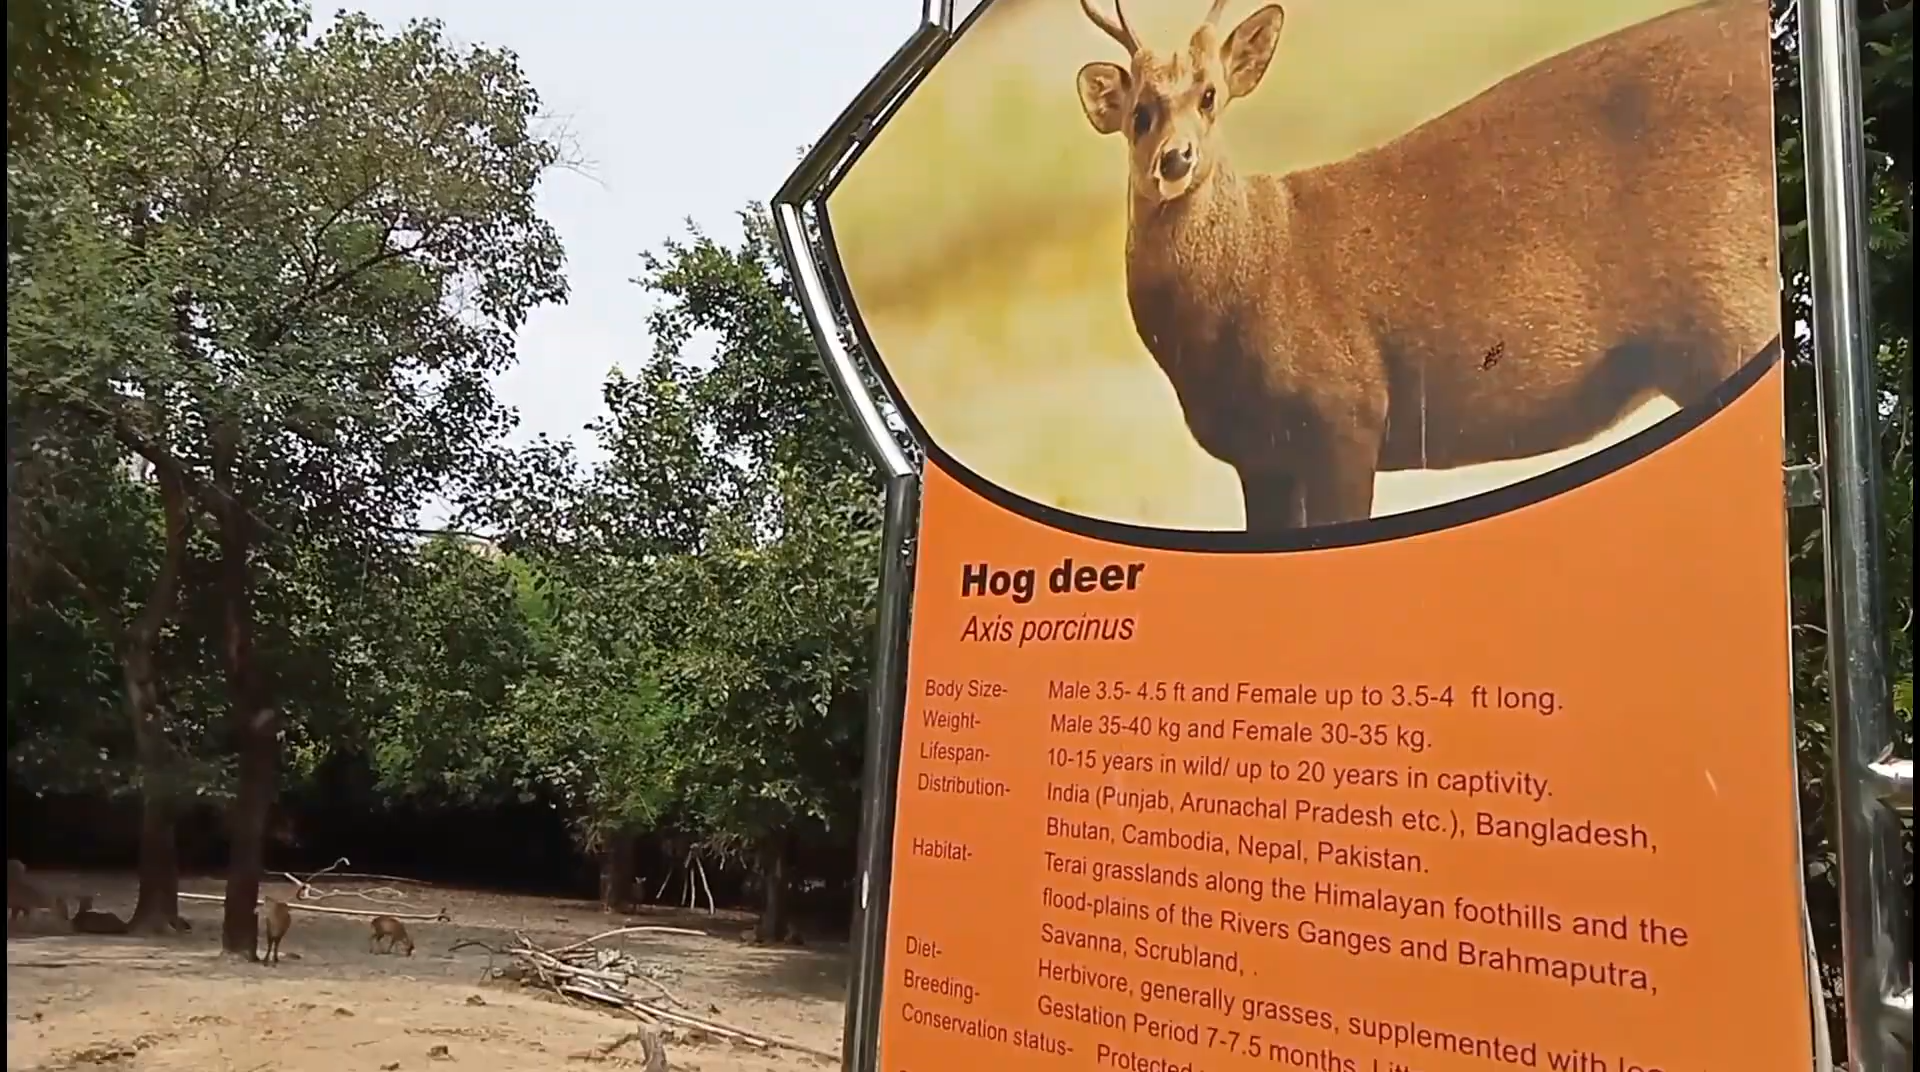 Hog deer
Axis porcinus
Body Size- Male 3.5- 4.5 ft and Female up to 3.5-4 ft long.
Weight- Male 35-40 kg and Female 30-35 kg.
Lifespan- 10-15 years in wild/ up to 20 years in captivity.
Distribution- India (Punjab, Arunachal Pradesh etc.), Bangladesh,
Bhutan, Cambodia, Nepal, Pakistan.
Habitat- Terai grasslands along the Himalayan foothills and the
flood-plains of the Rivers Ganges and Brahmaputra,
Savanna, Scrubland, .
Diet- Herbivore, generally grasses, supplemented with
Breeding- Gestation Period 7-7.5 months.
Conservation status- Protected